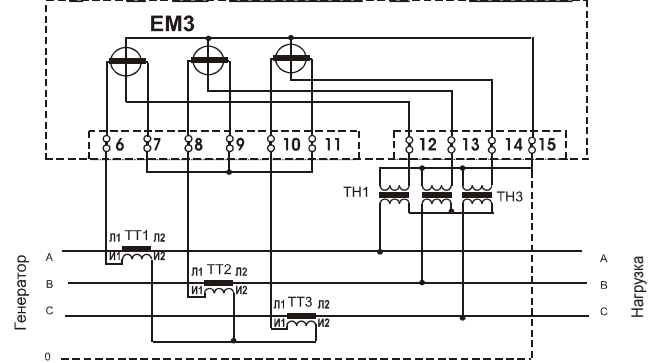 ЕМ3
6 7 8 9 10 11 12 13 14 15
ТН1 ТН3
Л1 ТТ1 Л2
И1 И2
Л1 ТТ2 Л2
И1 И2
Л1 ТТ3 Л2
И1 И2
Генератор
A A
B B
C C
0
Нагрузка